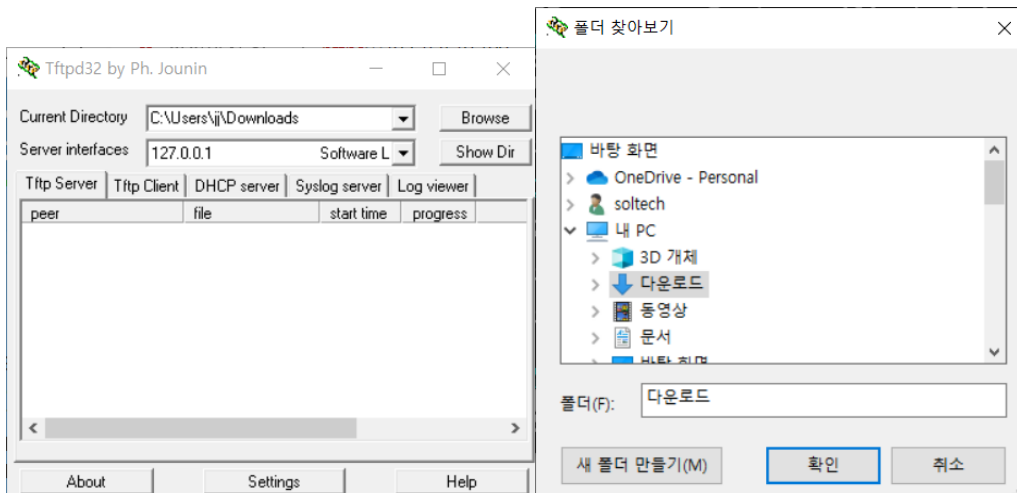 Tftpd32 by Ph. Jounin
Current Directory
C:\Users\jj\Downloads
Browse
Server interfaces
127.0.0.1 Software L
Show Dir
Tftp Server Tftp Client DHCP server Syslog server Log viewer
peer file start time progress
About Settings Help
폴더 찾아보기
바탕 화면
OneDrive - Personal
soltech
내 PC
3D 개체
다운로드
동영상
문서
바탕 화면
폴더(F):
다운로드
새 폴더 만들기(M) 확인 취소